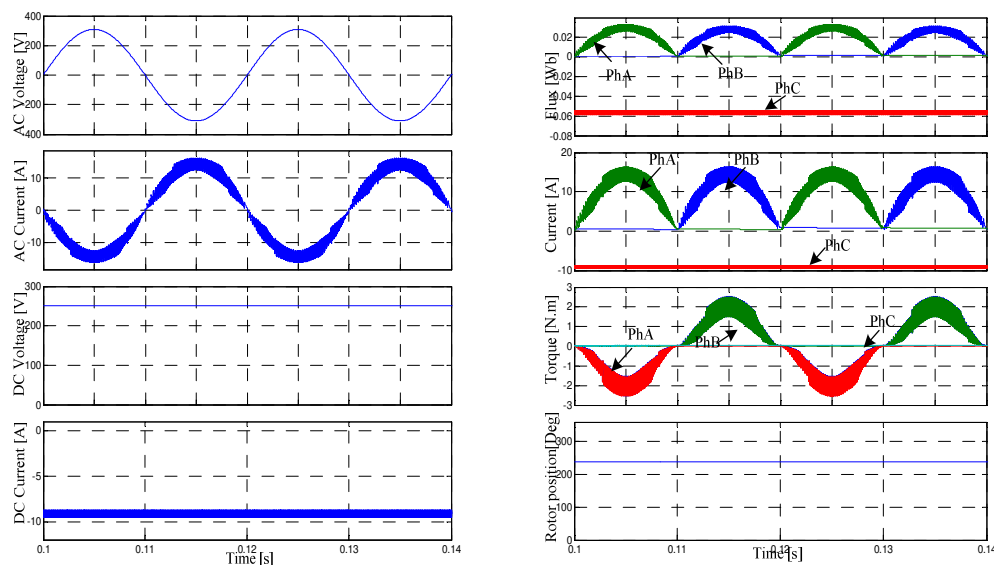 AC Voltage [V]
400
200
0
200
400
AC Current [A]
10
0
-10
DC Voltage [V]
300
200
100
0
DC Current [A]
0
-5
-10
0.1
0.11
0.12
0.13
0.14
Time [s]
Flux [Wb]
0.02
0
0.02
-0.04
-0.06
-0.08
PhA
PhB
PhC
Current [A]
20
10
0
-10
PhA
PhB
PhC
Torque [N.m]
3
2
1
0
-1
-2
-3
PhA
PhB
PhC
Rotor position[Deg]
300
200
100
0
0.1
0.11
0.12
0.13
0.14
Time [s]